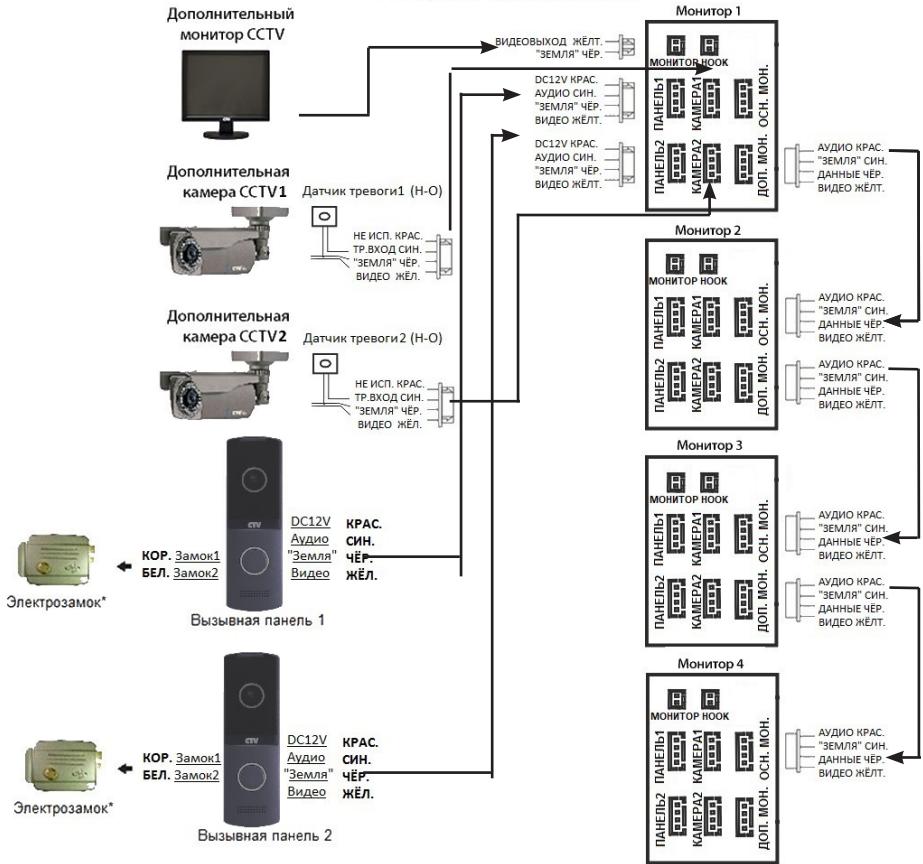 Дополнительный
монитор CCTV
ВИДЕОВЫХОД ЖЁЛТ.
"ЗЕМЛЯ" ЧЁР.
DC12V КРАС.
АУДИО СИН.
"ЗЕМЛЯ" ЧЁР.
ВИДЕО ЖЁЛТ.
DC12V КРАС.
АУДИО СИН.
"ЗЕМЛЯ" ЧЁР.
ВИДЕО ЖЁЛТ.
Монитор 1
МОНИТОР HOOK
ПАНЕЛЬ1
КАМЕРА1
ОСН. МОН.
ПАНЕЛЬ2
КАМЕРА2
ДОП. МОН.
АУДИО КРАС.
"ЗЕМЛЯ" СИН.
ДАННЫЕ ЧЁР.
ВИДЕО ЖЁЛТ.
Дополнительная
камера CCTV1
Датчик тревоги1 (Н-О)
НЕ ИСП. КРАС.
ТР.ВХОД СИН.
"ЗЕМЛЯ" ЧЁР.
ВИДЕО ЖЁЛ.
Дополнительная
камера CCTV2
Датчик тревоги2 (Н-О)
НЕ ИСП. КРАС.
ТР.ВХОД СИН.
"ЗЕМЛЯ" ЧЁР.
ВИДЕО ЖЁЛ.
Монитор 2
МОНИТОР HOOK
ПАНЕЛЬ1
КАМЕРА1
ОСН. МОН.
ПАНЕЛЬ2
КАМЕРА2
ДОП. МОН.
АУДИО КРАС.
"ЗЕМЛЯ" СИН.
ДАННЫЕ ЧЁР.
ВИДЕО ЖЁЛТ.
АУДИО КРАС.
"ЗЕМЛЯ" СИН.
ДАННЫЕ ЧЁР.
ВИДЕО ЖЁЛТ.
Монитор 3
МОНИТОР HOOK
ПАНЕЛЬ1
КАМЕРА1
ОСН. МОН.
ПАНЕЛЬ2
КАМЕРА2
ДОП. МОН.
АУДИО КРАС.
"ЗЕМЛЯ" СИН.
ДАННЫЕ ЧЁР.
ВИДЕО ЖЁЛТ.
АУДИО КРАС.
"ЗЕМЛЯ" СИН.
ДАННЫЕ ЧЁР.
ВИДЕО ЖЁЛТ.
Монитор 4
МОНИТОР HOOK
ПАНЕЛЬ1
КАМЕРА1
ОСН. МОН.
ПАНЕЛЬ2
КАМЕРА2
ДОП. МОН.
АУДИО КРАС.
"ЗЕМЛЯ" СИН.
ДАННЫЕ ЧЁР.
ВИДЕО ЖЁЛТ.
CTV
DC12V КРАС.
Аудио СИН.
"Земля" ЧЁР.
Видео ЖЁЛ.
КОР. Замок1
БЕЛ. Замок2
Электрозамок*
Вызывная панель 1
CTV
DC12V КРАС.
Аудио СИН.
"Земля" ЧЁР.
Видео ЖЁЛ.
КОР. Замок1
БЕЛ. Замок2
Электрозамок*
Вызывная панель 2